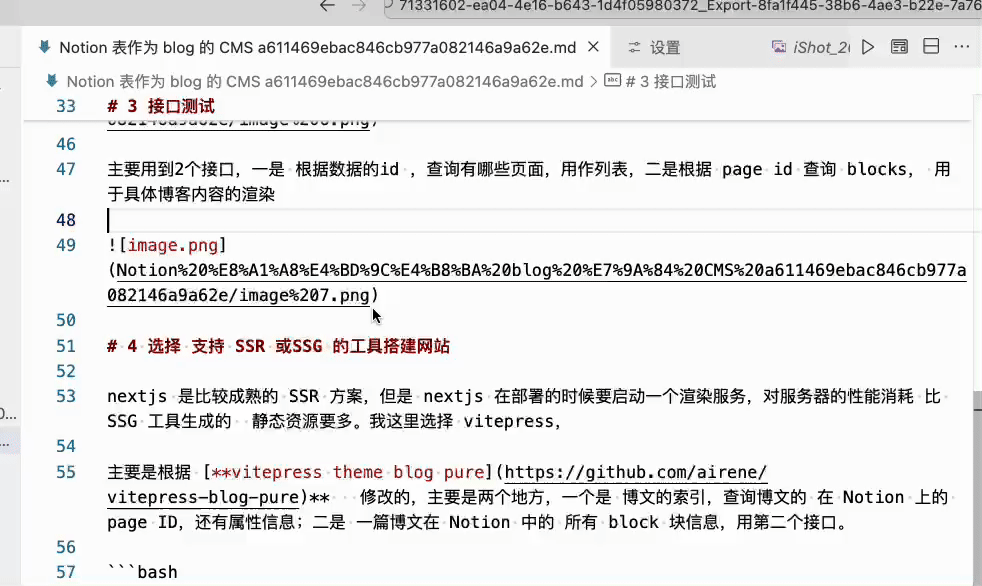 71331602-ea04-4e16-b643-1d4f05980372_Export-8fa1f445-38b6-4ae3-b22e-7a76
Notion 表作为 blog 的 CMS a611469ebac846cb977a082146a9a62e.md
设置
iShot_20
Notion 表作为 blog 的 CMS a611469ebac846cb977a082146a9a62e.md > # 3 接口测试
33 # 3 接口测试
082146a9a62e/image%206.png)
46
47 主要用到2个接口，一是 根据数据的id ，查询有哪些页面，用作列表，二是根据 page id 查询 blocks， 用
于具体博客内容的渲染
48
49 ![image.png]
(Notion%20%E8%A1%A8%E4%BD%9C%E4%B8%BA%20blog%20%E7%9A%84%20CMS%20a611469ebac846cb977a
082146a9a62e/image%207.png)
50
51 # 4 选择 支持 SSR 或SSG 的工具搭建网站
52
53 nextjs 是比较成熟的 SSR 方案，但是 nextjs 在部署的时候要启动一个渲染服务，对服务器的性能消耗 比
SSG 工具生成的  静态资源要多。我这里选择 vitepress，
54
55 主要是根据 [**vitepress theme blog pure](https://github.com/airene/
vitepress-blog-pure)**   修改的，主要是两个地方，一个是 博文的索引，查询博文的 在 Notion 上的
page ID，还有属性信息；二是 一篇博文在 Notion 中的 所有 block 块信息，用第二个接口。
56
57 ```bash